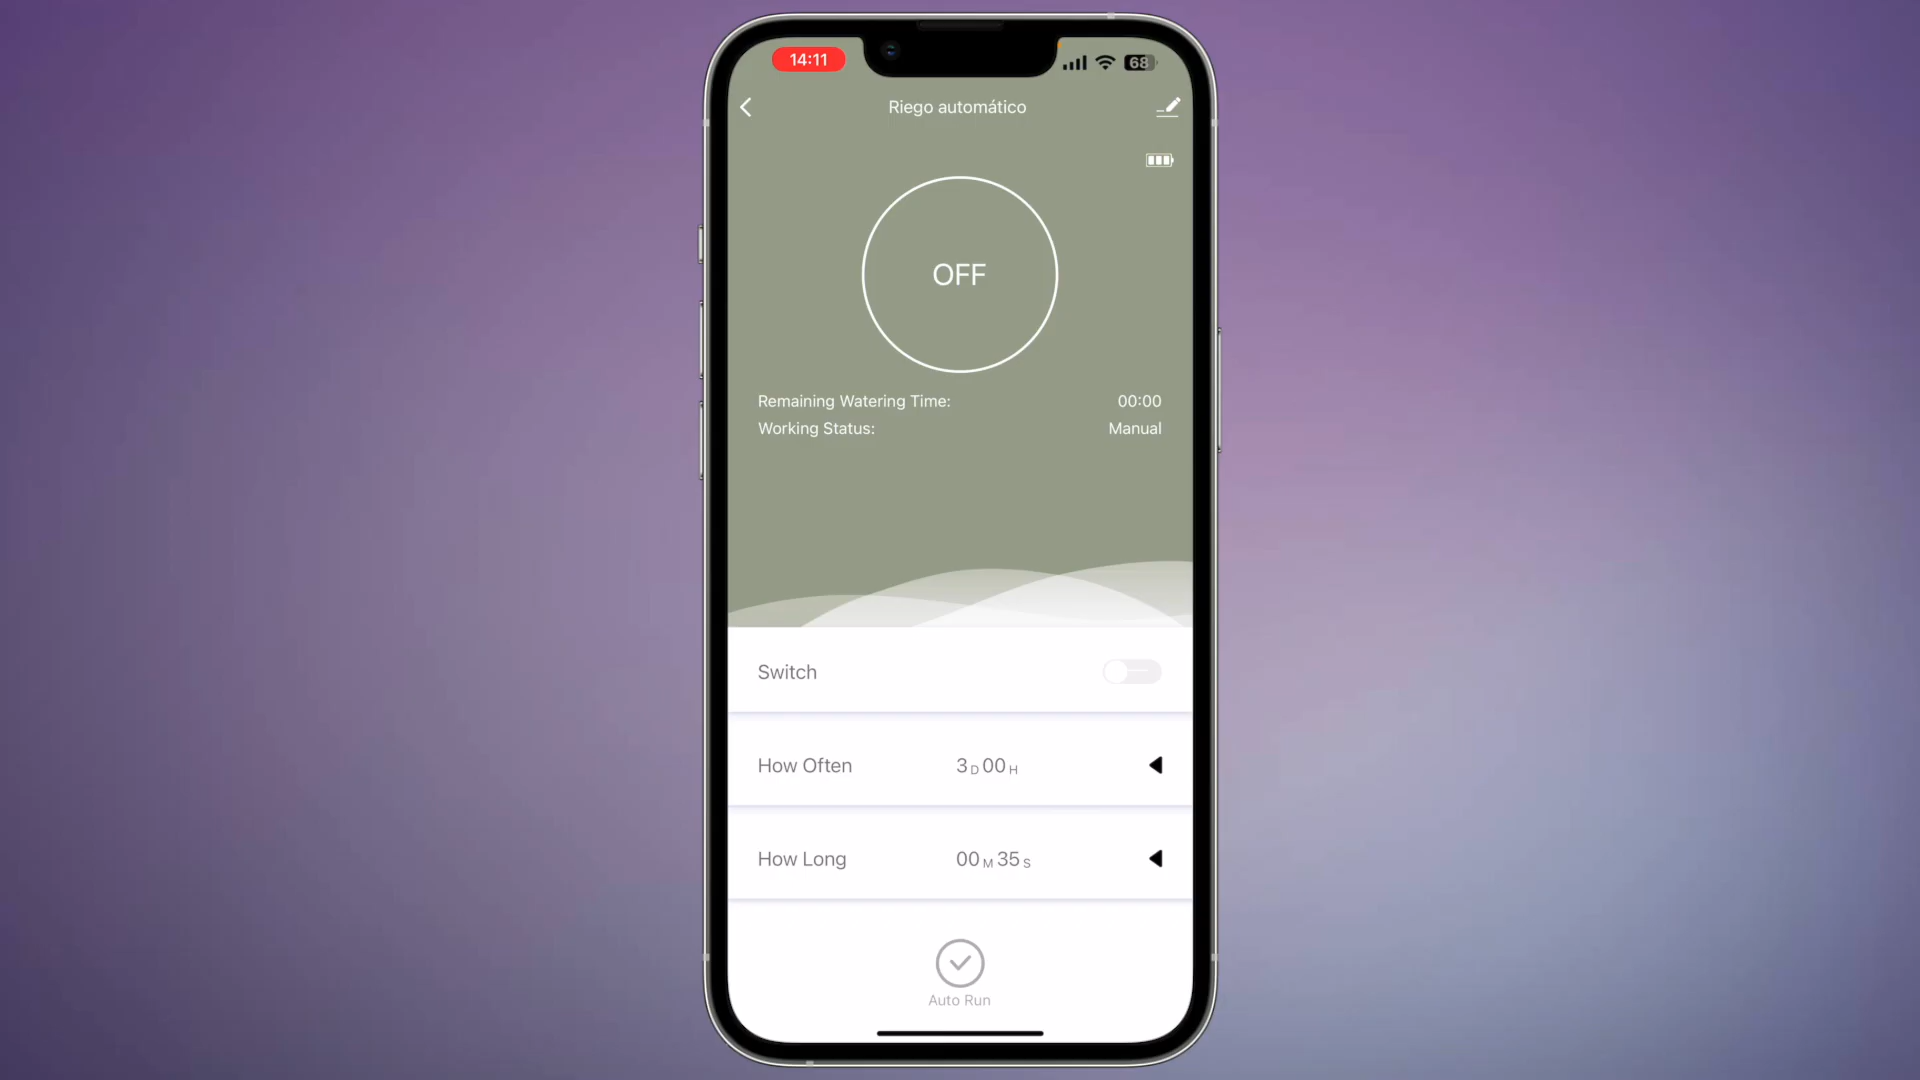 14:11
68
Riego automático
OFF
Remaining Watering Time: 00:00
Working Status: Manual
Switch
How Often 3 D 00 H
How Long 00 M 35 S
Auto Run